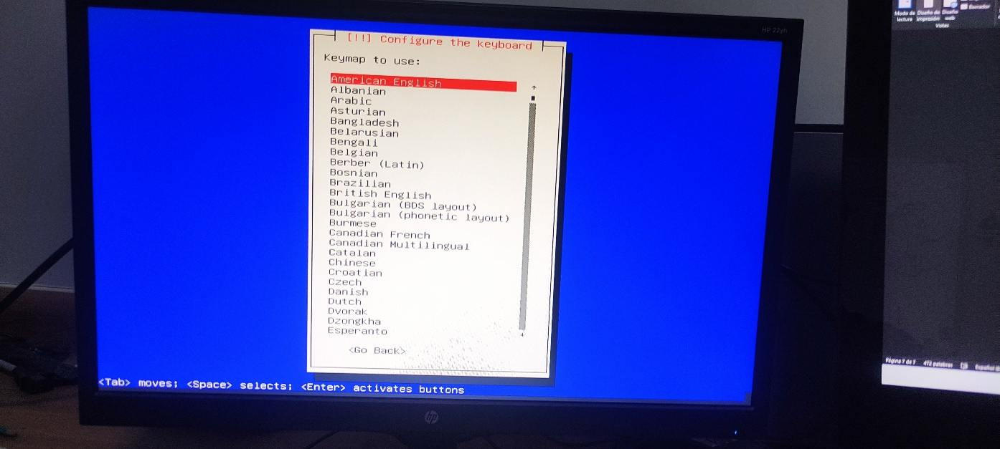 HP 22yh
[!!] Configure the keyboard
Keymap to use:
American English
Albanian
Arabic
Asturian
Bangladesh
Belarusian
Bengali
Belgian
Berber (Latin)
Bosnian
Brazilian
British English
Bulgarian (BDS layout)
Bulgarian (phonetic layout)
Burmese
Canadian French
Canadian Multilingual
Catalan
Chinese
Croatian
Czech
Danish
Dutch
Dvorak
Dzongkha
Esperanto
<Go Back>
<Tab> moves; <Space> selects; <Enter> activates buttons
hp
Modo de Diseño de Diseño
lectura impresión web
Vistas
Borrador
Página 7 de 7 472 palabras